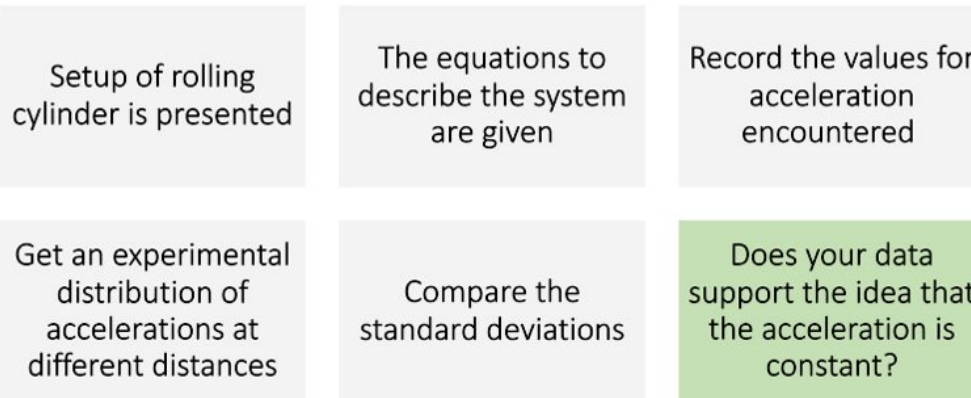 Setup of rolling
cylinder is presented
The equations to
describe the system
are given
Record the values for
acceleration
encountered
Get an experimental
distribution of
accelerations at
different distances
Compare the
standard deviations
Does your data
support the idea that
the acceleration is
constant?